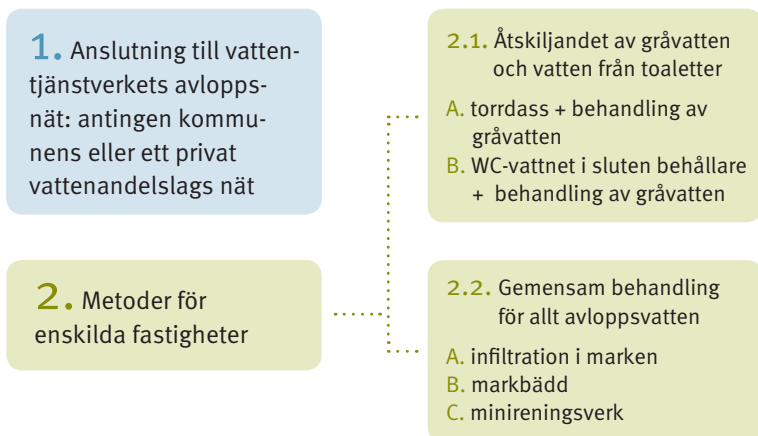 1. Anslutning till vatten-
tjänstverkets avlopps-
nät: antingen kommu-
nens eller ett privat
vattenandelslags nät
2. Metoder för
enskilda fastigheter
2.1. Åtskiljandet av gråvatten
och vatten från toaletter
A. torrdass + behandling av
gråvatten
B. WC-vattnet i sluten behållare
+ behandling av gråvatten
2.2. Gemensam behandling
för allt avloppsvatten
A. infiltration i marken
B. markbädd
C. minireningsverk